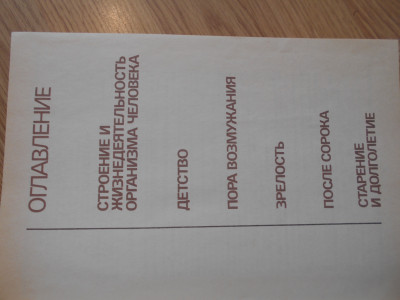 ОГЛАВЛЕНИЕ
СТРОЕНИЕ И
ЖИЗНЕДЕЯТЕЛЬНОСТЬ
ОРГАНИЗМА ЧЕЛОВЕКА
ДЕТСТВО
ПОРА ВОЗМУЖАНИЯ
ЗРЕЛОСТЬ
ПОСЛЕ СОРОКА
СТАРЕНИЕ
И ДОЛГОЛЕТИЕ